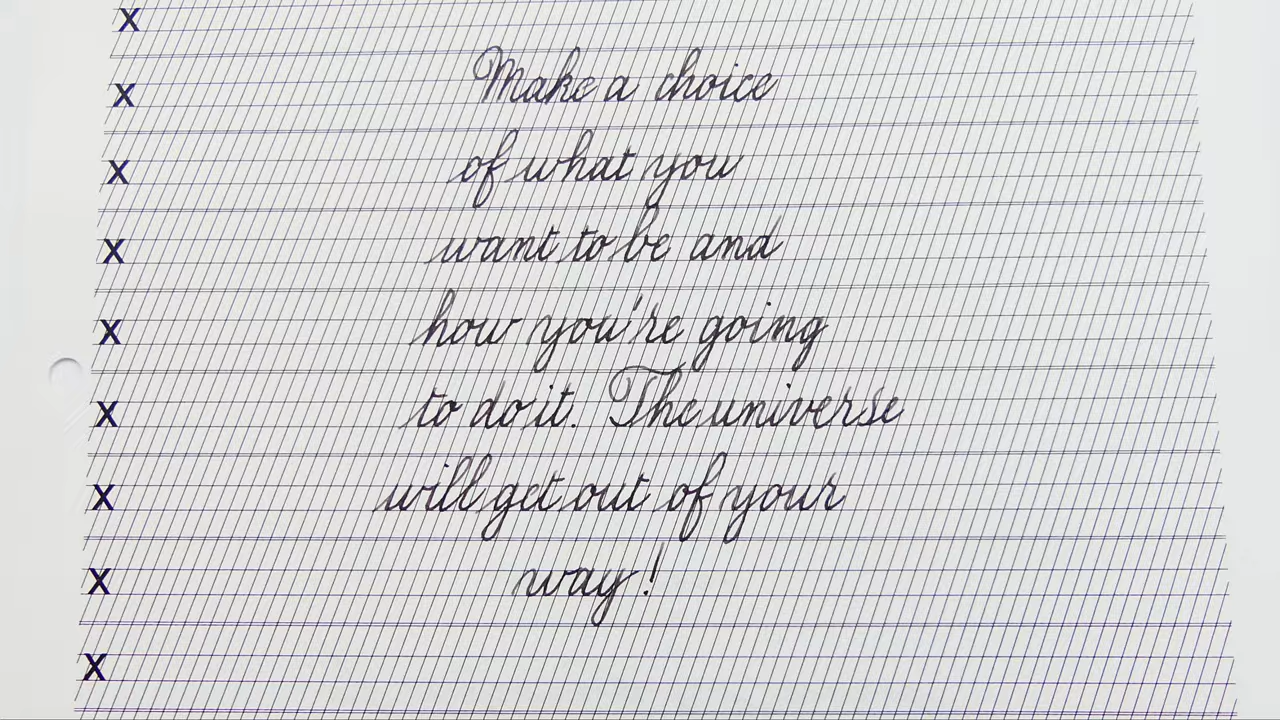 X
X
Make a choice
X
of what you
X
want to be and
X
how you're going
X
to do it. The universe
X
will get out of your
X
way!
X